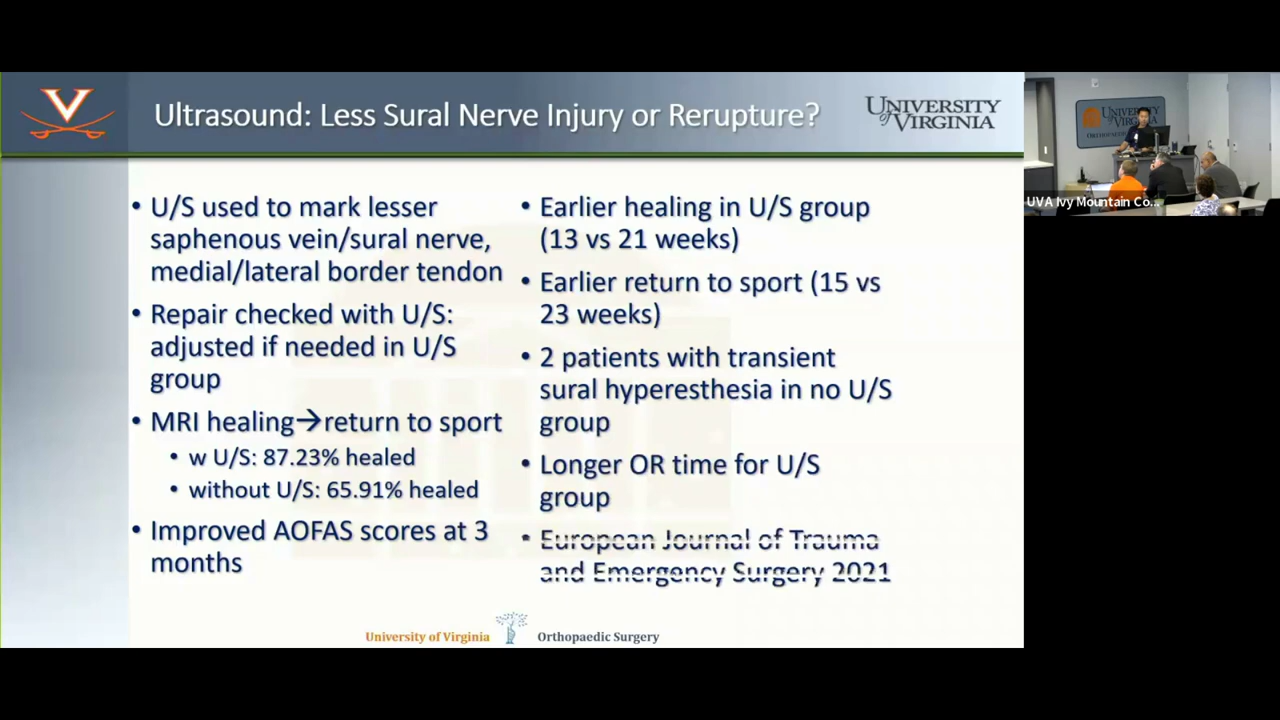 Ultrasound: Less Sural Nerve Injury or Rerupture?
UNIVERSITY
of VIRGINIA
• U/S used to mark lesser
saphenous vein/sural nerve,
medial/lateral border tendon
• Repair checked with U/S:
adjusted if needed in U/S
group
• MRI healing→return to sport
• w U/S: 87.23% healed
• without U/S: 65.91% healed
• Improved AOFAS scores at 3
months
• Earlier healing in U/S group
(13 vs 21 weeks)
• Earlier return to sport (15 vs
23 weeks)
• 2 patients with transient
sural hyperesthesia in no U/S
group
• Longer OR time for U/S
group
• European Journal of Trauma
and Emergency Surgery 2021
University of Virginia Orthopaedic Surgery
UNIVERSITY
VIRGINIA
UVA Ivy Mountain Co...